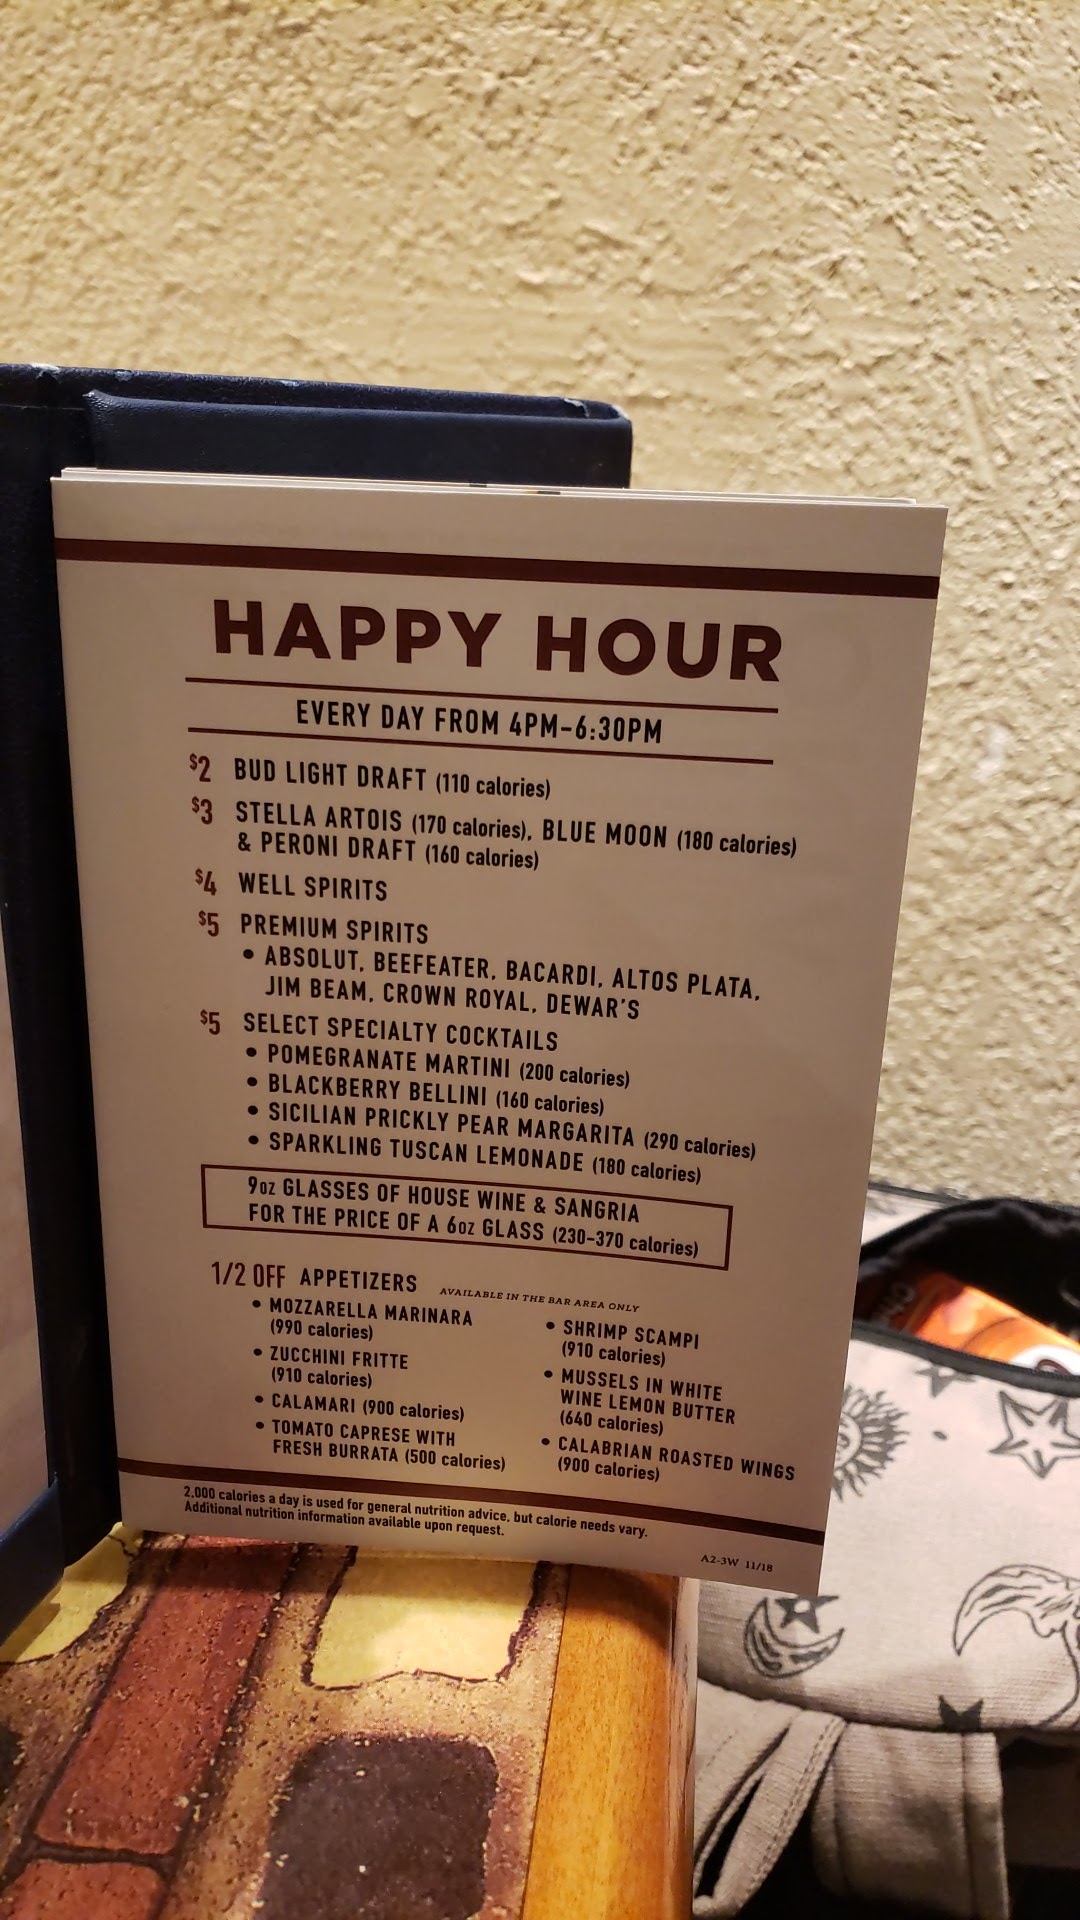 HAPPY HOUR
EVERY DAY FROM 4PM-6:30PM
$2 BUD LIGHT DRAFT (110 calories)
$3 STELLA ARTOIS (170 calories), BLUE MOON (180 calories)
& PERONI DRAFT (160 calories)
$4 WELL SPIRITS
$5 PREMIUM SPIRITS
• ABSOLUT, BEEFEATER, BACARDI, ALTOS PLATA,
JIM BEAM, CROWN ROYAL, DEWAR'S
$5 SELECT SPECIALTY COCKTAILS
• POMEGRANATE MARTINI (200 calories)
• BLACKBERRY BELLINI (160 calories)
• SICILIAN PRICKLY PEAR MARGARITA (290 calories)
• SPARKLING TUSCAN LEMONADE (180 calories)
9oz GLASSES OF HOUSE WINE & SANGRIA
FOR THE PRICE OF A 6oz GLASS (230-370 calories)
1/2 OFF APPETIZERS AVAILABLE IN THE BAR AREA ONLY
• MOZZARELLA MARINARA
(990 calories)
• ZUCCHINI FRITTE
(910 calories)
• CALAMARI (900 calories)
• TOMATO CAPRESE WITH
FRESH BURRATA (500 calories)
• SHRIMP SCAMPI
(910 calories)
• MUSSELS IN WHITE
WINE LEMON BUTTER
(640 calories)
• CALABRIAN ROASTED WINGS
(900 calories)
2,000 calories a day is used for general nutrition advice, but calorie needs vary.
Additional nutrition information available upon request.
A2-3W 11/18